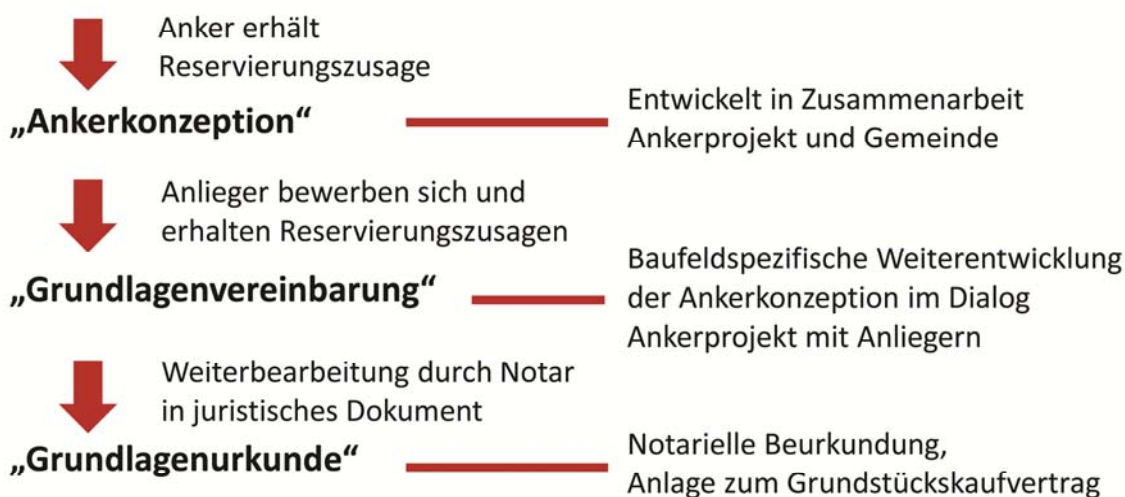 Anker erhält
Reservierungszusage
„Ankerkonzeption“
Entwickelt in Zusammenarbeit
Ankerprojekt und Gemeinde
Anlieger bewerben sich und
erhalten Reservierungszusagen
„Grundlagenvereinbarung“
Baufeldspezifische Weiterentwicklung
der Ankerkonzeption im Dialog
Ankerprojekt mit Anliegern
Weiterbearbeitung durch Notar
in juristisches Dokument
„Grundlagenurkunde“
Notarielle Beurkundung,
Anlage zum Grundstückskaufvertrag